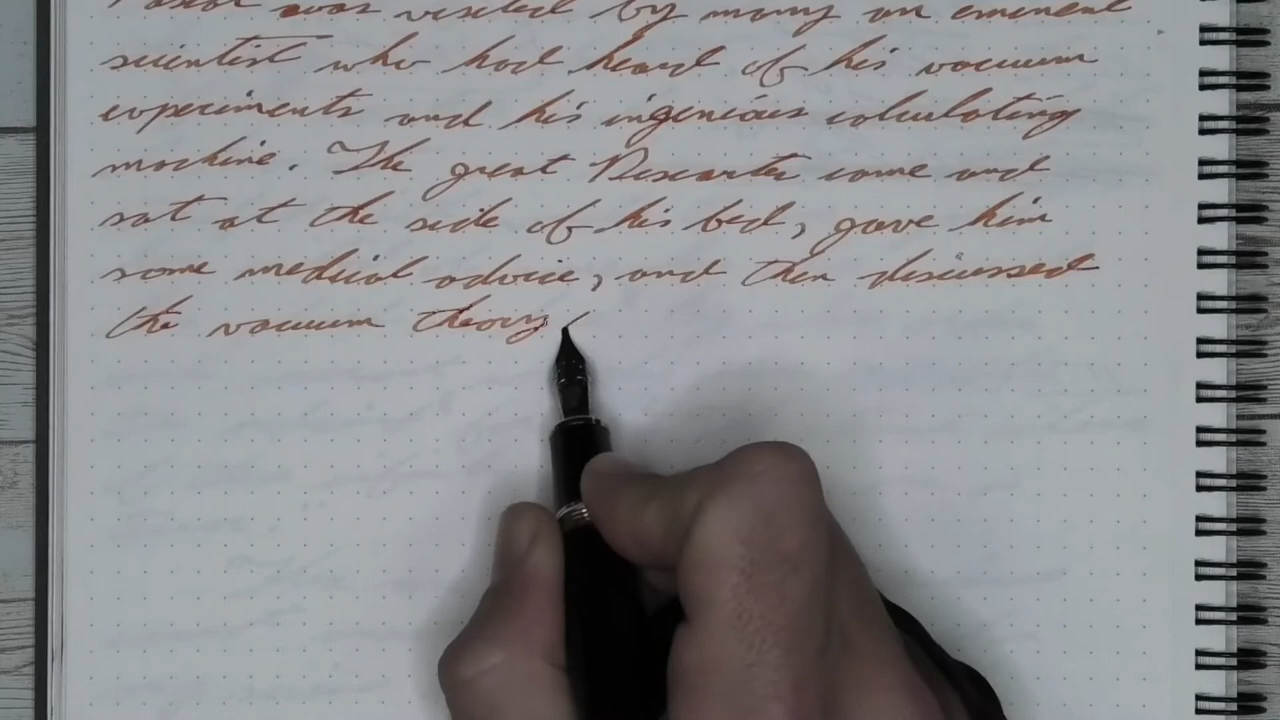 Pascal was visited by many an eminent
scientist who had heard of his vacuum
experiments and his ingenious calculating
machine. The great Descartes came and
sat at the side of his bed, gave him
some medical advice, and then discussed
the vacuum theory